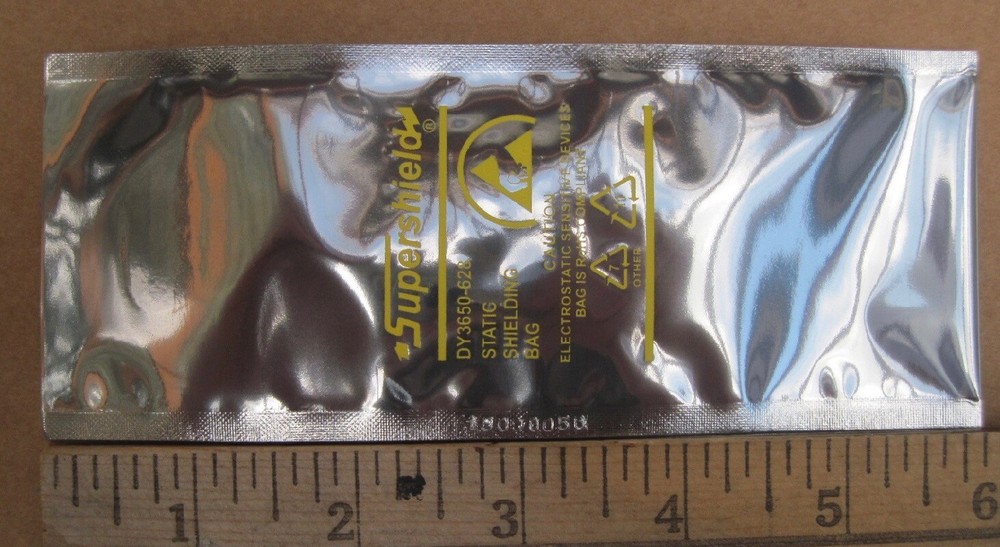 Supershield®
DY3650-628
STATIC
SHIELDING
BAG
CAUTION
ELECTROSTATIC SENSITIVE DEVICES
BAG IS RoHS COMPLIANT
OTHER
1 2 3 4 5 6